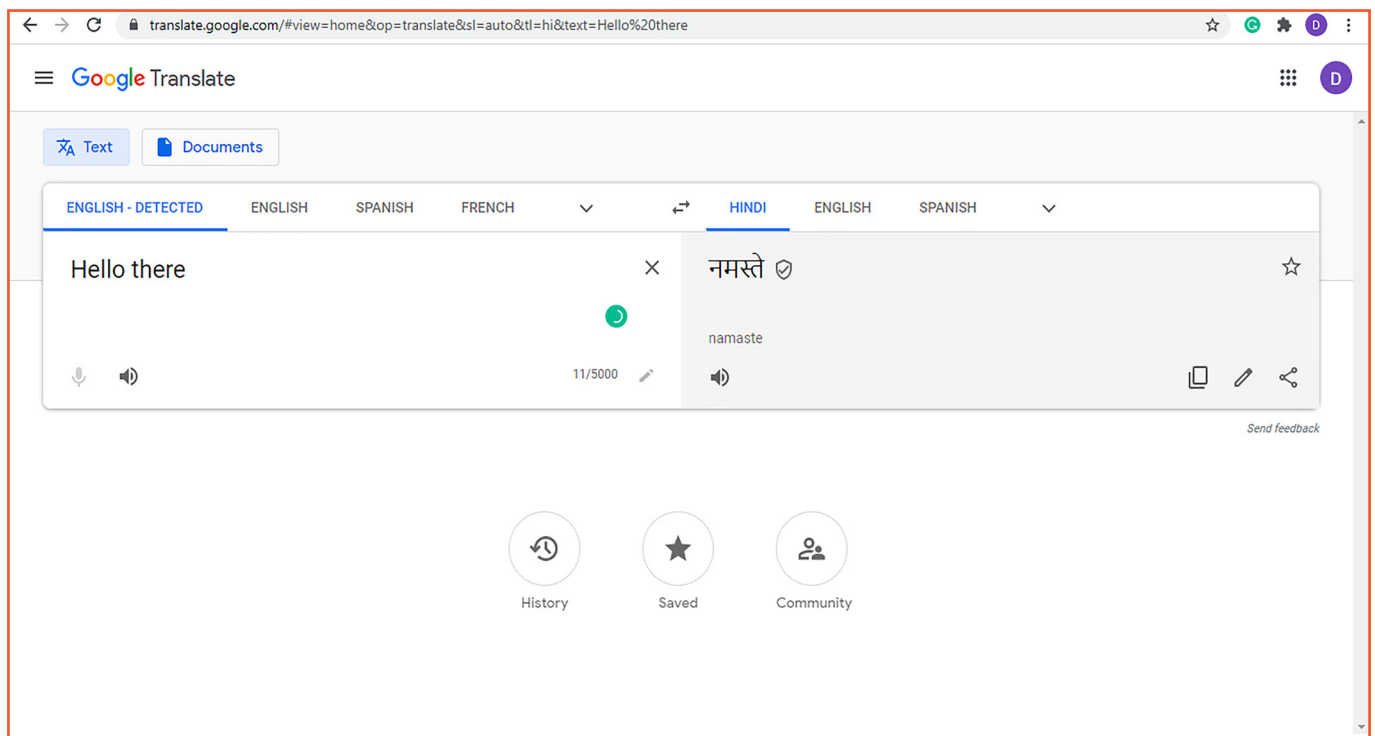 translate.google.com/#view=home&op=translate&sl=auto&tl=hi&text=Hello%20there
D
Google Translate
D
Text Documents
ENGLISH - DETECTED ENGLISH SPANISH FRENCH HINDI ENGLISH SPANISH
Hello there
नमस्ते
namaste
11/5000
Send feedback
History Saved Community